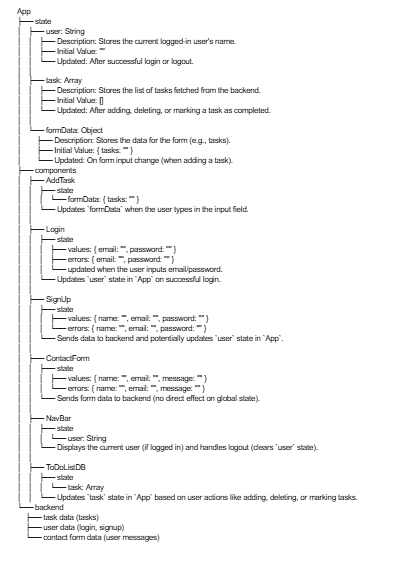 App
├── state
│   ├── user: String
│   │   ├── Description: Stores the current logged-in user's name.
│   │   ├── Initial Value: ""
│   │   └── Updated: After successful login or logout.
│   │
│   ├── task: Array
│   │   ├── Description: Stores the list of tasks fetched from the backend.
│   │   ├── Initial Value: []
│   │   └── Updated: After adding, deleting, or marking a task as completed.
│   │
│   └── formData: Object
│       ├── Description: Stores the data for the form (e.g., tasks).
│       ├── Initial Value: { tasks: "" }
│       └── Updated: On form input change (when adding a task).
├── components
│   ├── AddTask
│   │   ├── state
│   │   │   └── formData: { tasks: "" }
│   │   └── Updates `formData` when the user types in the input field.
│   │
│   ├── Login
│   │   ├── state
│   │   │   ├── values: { email: "", password: "" }
│   │   │   ├── errors: { email: "", password: "" }
│   │   │   └── updated when the user inputs email/password.
│   │   └── Updates `user` state in `App` on successful login.
│   │
│   ├── SignUp
│   │   ├── state
│   │   │   ├── values: { name: "", email: "", password: "" }
│   │   │   └── errors: { name: "", email: "", password: "" }
│   │   └── Sends data to backend and potentially updates `user` state in `App`.
│   │
│   ├── ContactForm
│   │   ├── state
│   │   │   ├── values: { name: "", email: "", message: "" }
│   │   │   └── errors: { name: "", email: "", message: "" }
│   │   └── Sends form data to backend (no direct effect on global state).
│   │
│   ├── NavBar
│   │   ├── state
│   │   │   └── user: String
│   │   └── Displays the current user (if logged in) and handles logout (clears `user` state).
│   │
│   ├── ToDoListDB
│   │   ├── state
│   │   │   └── task: Array
│   │   └── Updates `task` state in `App` based on user actions like adding, deleting, or marking tasks.
└── backend
    ├── task data (tasks)
    ├── user data (login, signup)
    └── contact form data (user messages)